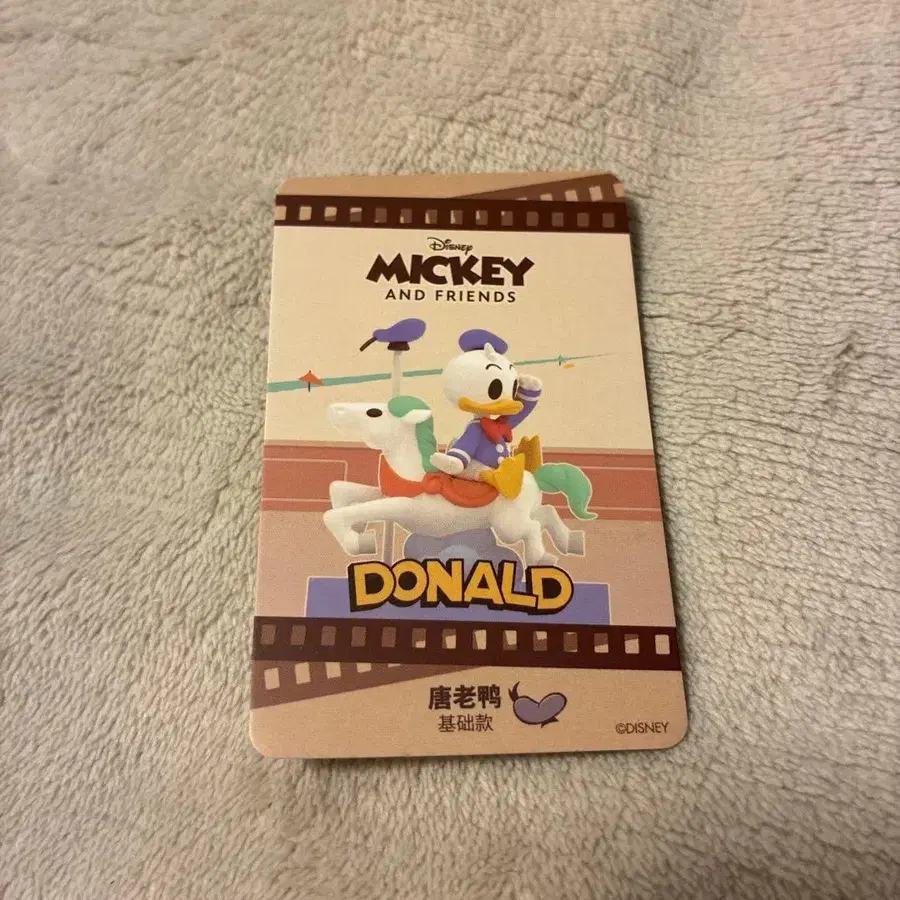 Disney
MICKEY
AND FRIENDS
DONALD
唐老鸭
基础款
©DISNEY